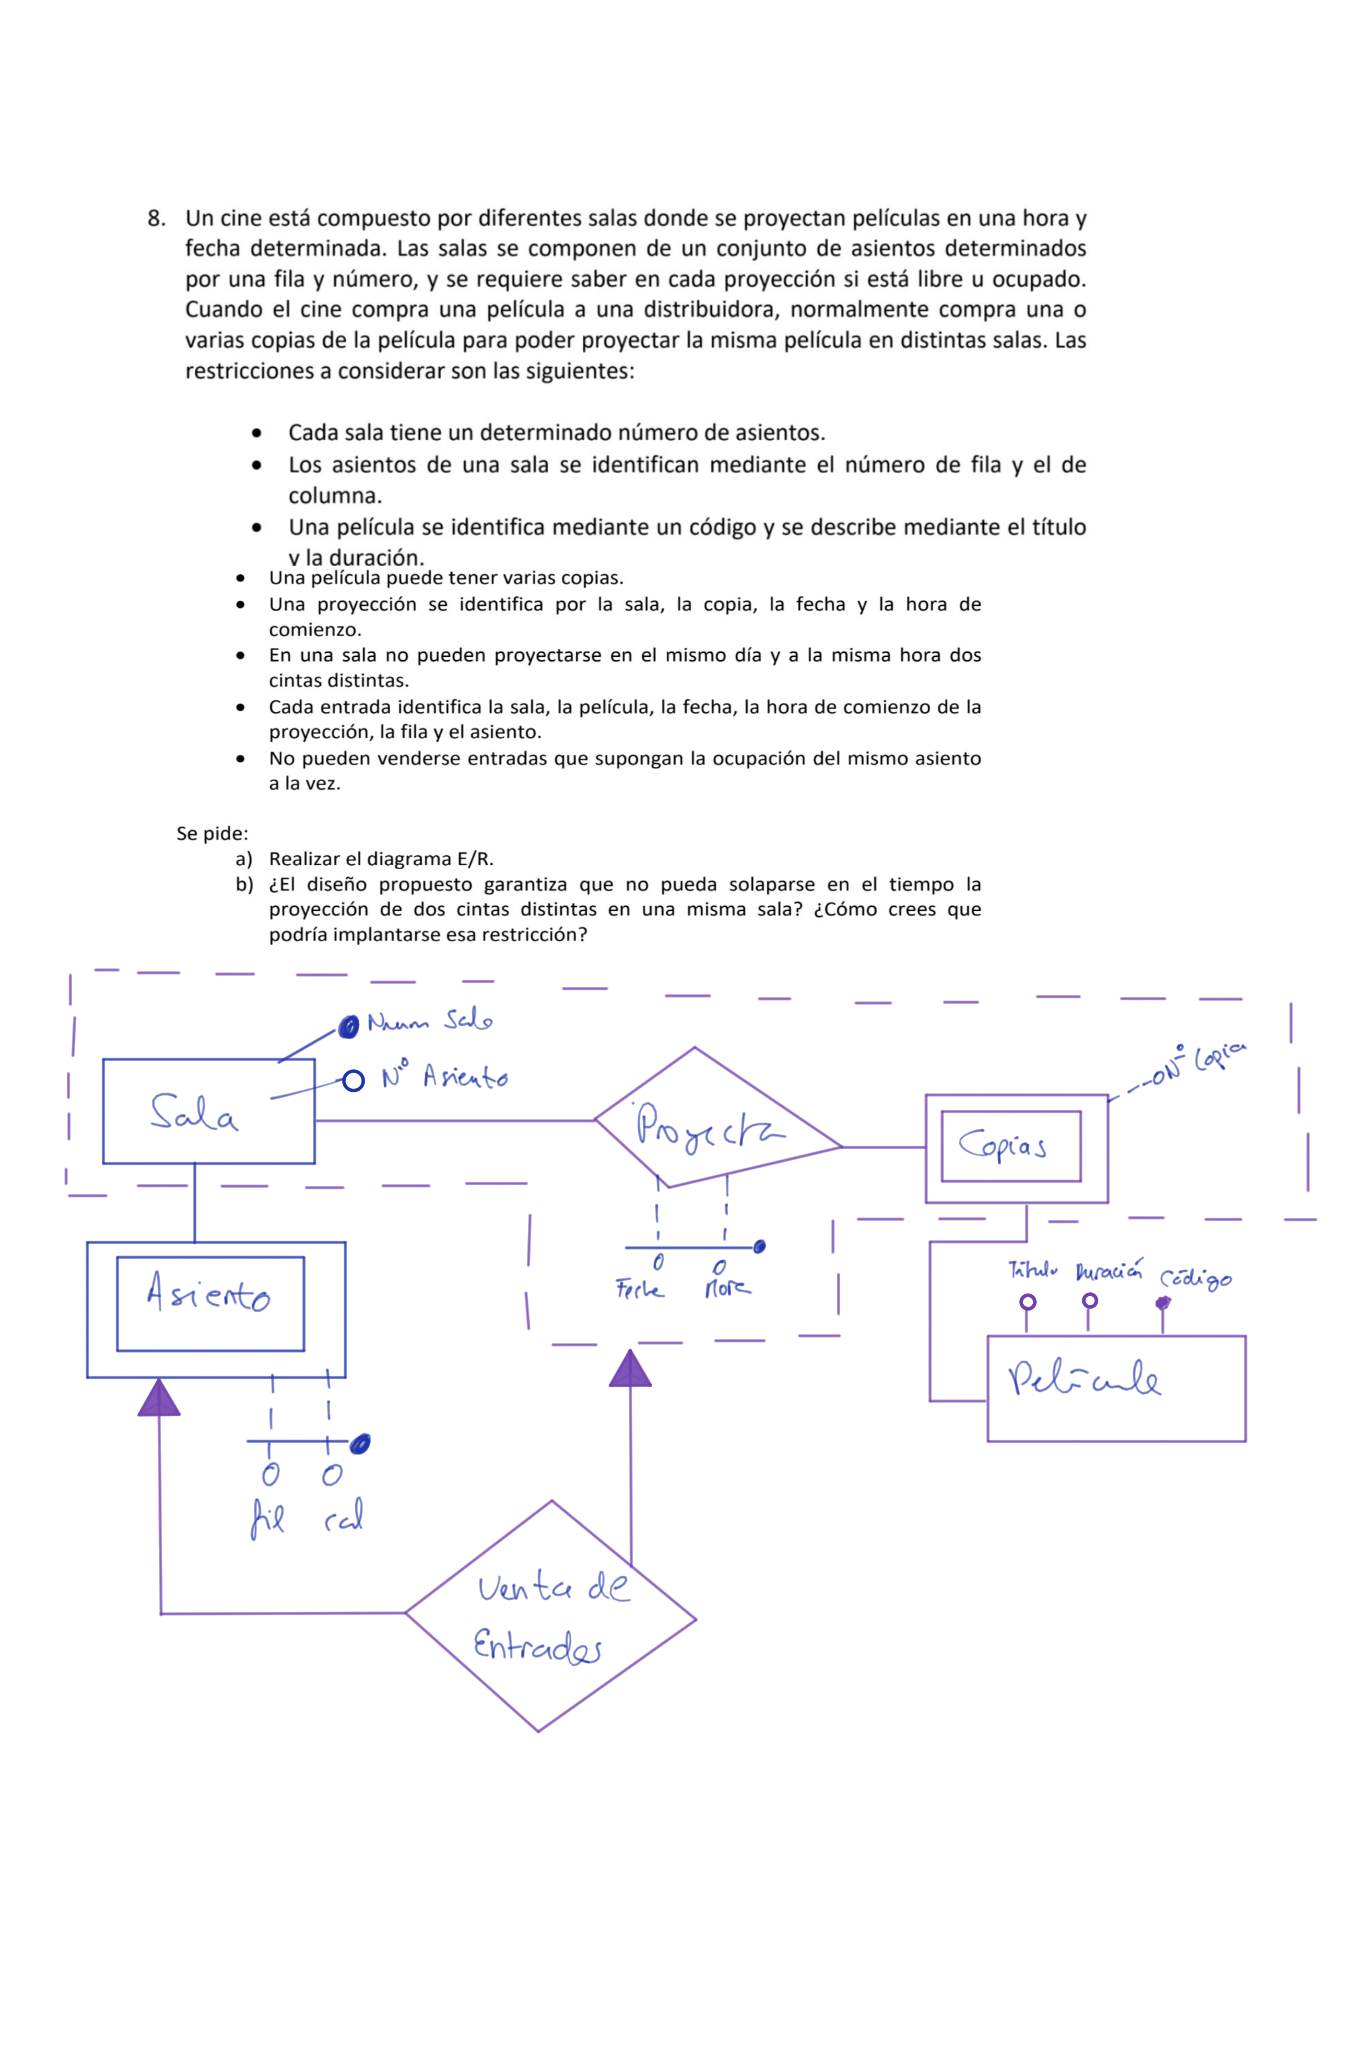 8. Un cine está compuesto por diferentes salas donde se proyectan películas en una hora y
fecha determinada. Las salas se componen de un conjunto de asientos determinados
por una fila y número, y se requiere saber en cada proyección si está libre u ocupado.
Cuando el cine compra una película a una distribuidora, normalmente compra una o
varias copias de la película para poder proyectar la misma película en distintas salas. Las
restricciones a considerar son las siguientes:
• Cada sala tiene un determinado número de asientos.
• Los asientos de una sala se identifican mediante el número de fila y el de
columna.
• Una película se identifica mediante un código y se describe mediante el título
y la duración.
• Una película puede tener varias copias.
• Una proyección se identifica por la sala, la copia, la fecha y la hora de
comienzo.
• En una sala no pueden proyectarse en el mismo día y a la misma hora dos
cintas distintas.
• Cada entrada identifica la sala, la película, la fecha, la hora de comienzo de la
proyección, la fila y el asiento.
• No pueden venderse entradas que supongan la ocupación del mismo asiento
a la vez.
Se pide:
a) Realizar el diagrama E/R.
b) ¿El diseño propuesto garantiza que no pueda solaparse en el tiempo la
proyección de dos cintas distintas en una misma sala? ¿Cómo crees que
podría implantarse esa restricción?
Num Sala
Nº Asiento
Sala
Proyecta
Nº Copia
Copias
Asiento
Fecha Hora
Título Duración Código
Película
fil col
Venta de
Entradas